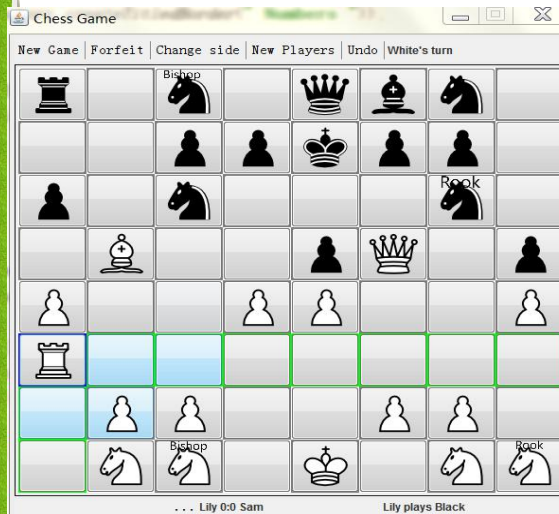 Numbers
Chess Game
New Game Forfeit Change side New Players Undo White's turn
Bishop
Rook
Bishop
Rook
... Lily 0:0 Sam Lily plays Black